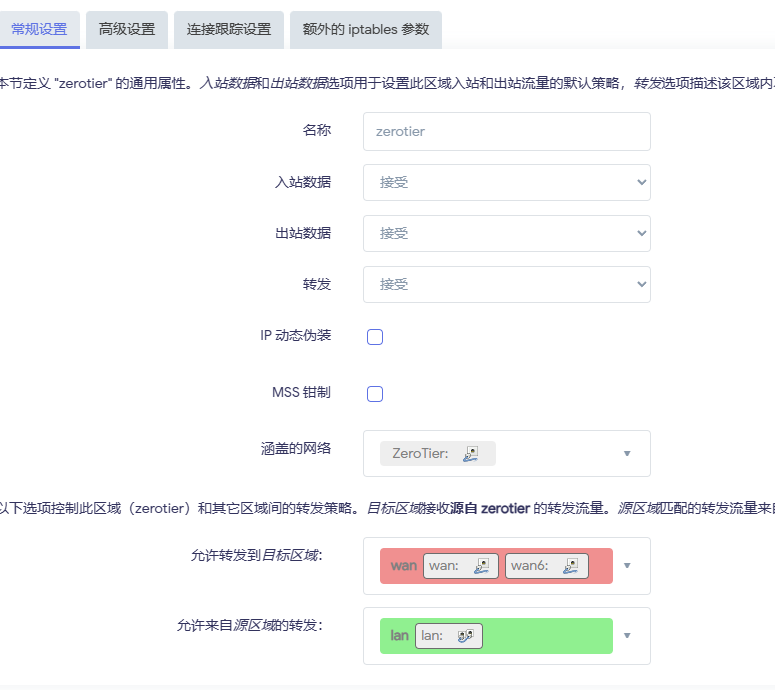 常规设置 高级设置 连接跟踪设置 额外的 iptables 参数
本节定义 "zerotier" 的通用属性。入站数据和出站数据选项用于设置此区域入站和出站流量的默认策略，转发选项描述该区域内
名称 zerotier
入站数据 接受
出站数据 接受
转发 接受
IP 动态伪装
MSS 钳制
涵盖的网络 ZeroTier:
以下选项控制此区域（zerotier）和其它区域间的转发策略。目标区域接收源自 zerotier 的转发流量。源区域匹配的转发流量来
允许转发到目标区域： wan wan: wan6:
允许来自源区域的转发： lan lan: